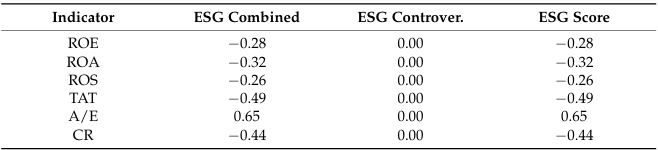 Indicator ESG Combined ESG Controver. ESG Score
ROE −0.28 0.00 −0.28
ROA −0.32 0.00 −0.32
ROS −0.26 0.00 −0.26
TAT −0.49 0.00 −0.49
A/E 0.65 0.00 0.65
CR −0.44 0.00 −0.44